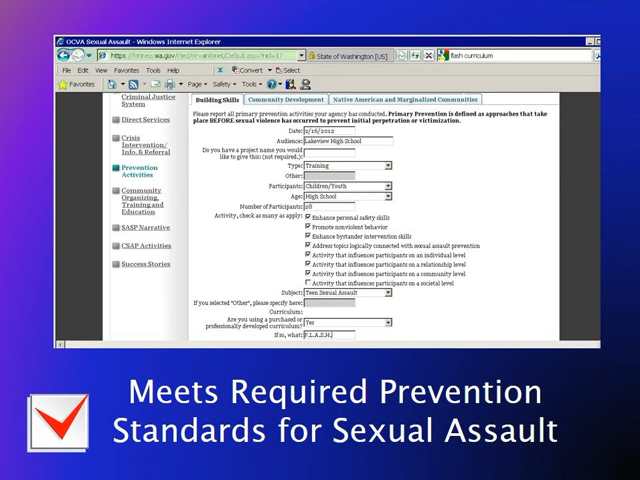 OCVA Sexual Assault - Windows Internet Explorer
https://fortress.wa.gov/
State of Washington [US]
flash curriculum
File Edit View Favorites Tools Help
Convert
Select
Favorites
Page
Safety
Tools
Criminal Justice
System
Direct Services
Crisis
Intervention/
Info. & Referral
Prevention
Activities
Community
Organizing,
Training and
Education
SASP Narrative
CSAP Activities
Success Stories
Building Skills Community Development Native American and Marginalized Communities
Please report all primary prevention activities your agency has conducted. Primary Prevention is defined as approaches that take
place BEFORE sexual violence has occurred to prevent initial perpetration or victimization.
Date: 2/16/2012
Audience: Lakeview High School
Do you have a project name you would
like to give this: (not required.):
Type: Training
Other:
Participants: Children/Youth
Age: High School
Number of Participants: 28
Activity, check as many as apply: Enhance personal safety skills
Promote nonviolent behavior
Enhance bystander intervention skills
Address topics logically connected with sexual assault prevention
Activity that influences participants on an individual level
Activity that influences participants on a relationship level
Activity that influences participants on a community level
Activity that influences participants on a societal level
Subject: Teen Sexual Assault
If you selected "Other", please specify here:
Curriculum:
Are you using a purchased or
professionally developed curriculum?: Yes
If so, what: F.L.A.S.H.
Meets Required Prevention
Standards for Sexual Assault